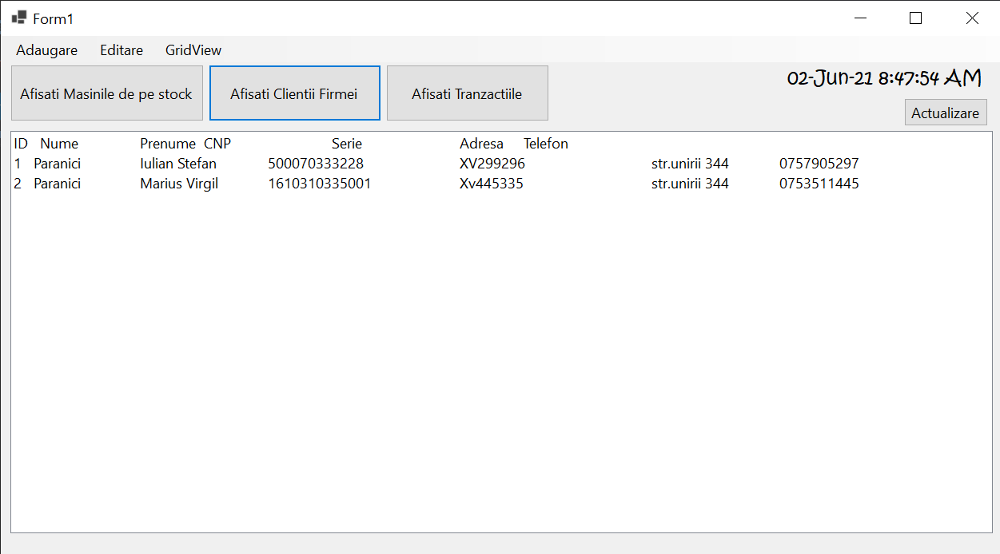 Form1
Adaugare Editare GridView
Afisati Masinile de pe stock Afisati Clientii Firmei Afisati Tranzactiile
02-Jun-21 8:47:54 AM
Actualizare
ID Nume Prenume CNP Serie Adresa Telefon
1 Paranici Iulian Stefan 500070333228 XV299296 str.unirii 344 0757905297
2 Paranici Marius Virgil 1610310335001 Xv445335 str.unirii 344 0753511445